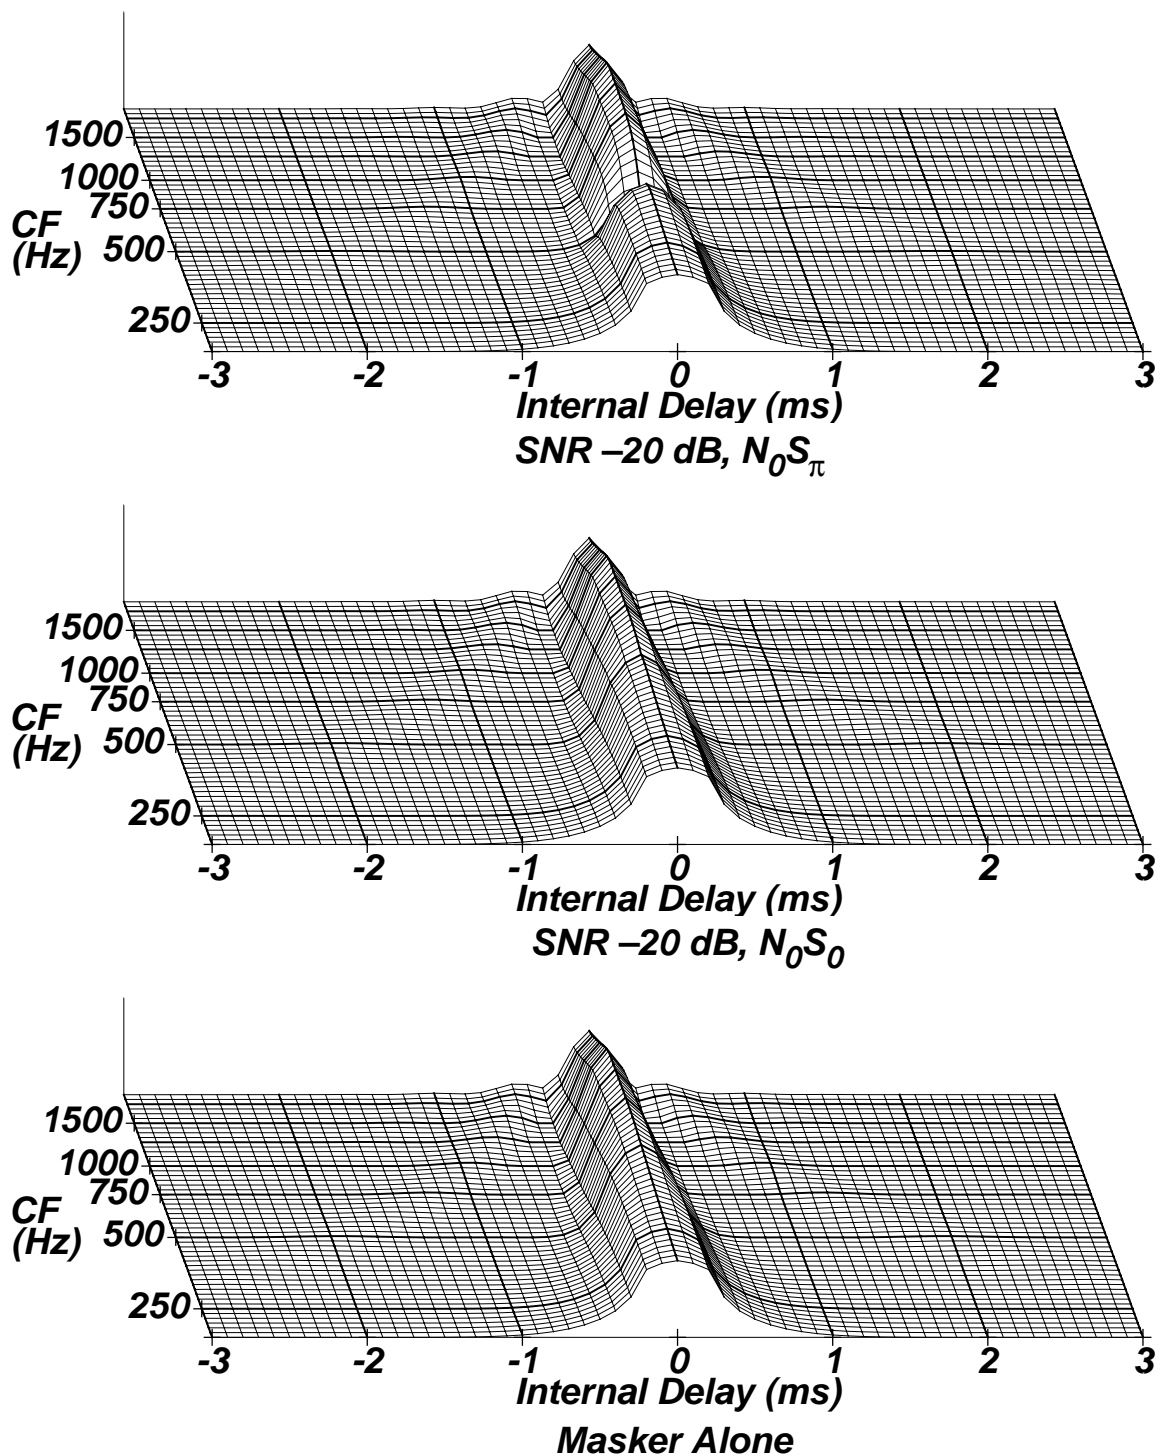 1500
1000
750
CF
(Hz) 500
250
-3 -2 -1 0 1 2 3
Internal Delay (ms)
SNR –20 dB, N0Sπ
1500
1000
750
CF
(Hz) 500
250
-3 -2 -1 0 1 2 3
Internal Delay (ms)
SNR –20 dB, N0S0
1500
1000
750
CF
(Hz) 500
250
-3 -2 -1 0 1 2 3
Internal Delay (ms)
Masker Alone